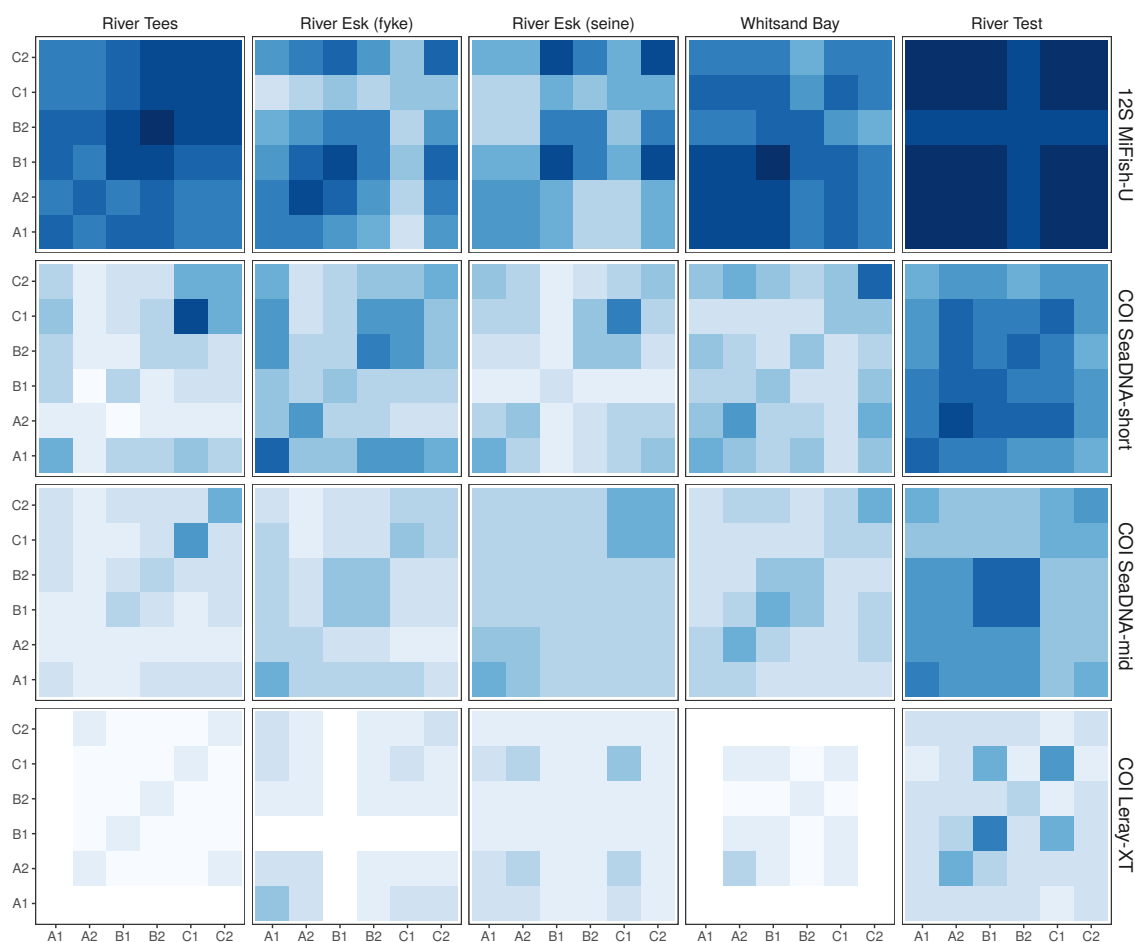 River Tees
River Esk (fyke)
River Esk (seine)
Whitsand Bay
River Test
C2
C1
B2
B1
A2
A1
12S MiFish-U
C2
C1
B2
B1
A2
A1
COI SeaDNA-short
C2
C1
B2
B1
A2
A1
COI SeaDNA-mid
C2
C1
B2
B1
A2
A1
COI Leray-XT
A1 A2 B1 B2 C1 C2
A1 A2 B1 B2 C1 C2
A1 A2 B1 B2 C1 C2
A1 A2 B1 B2 C1 C2
A1 A2 B1 B2 C1 C2